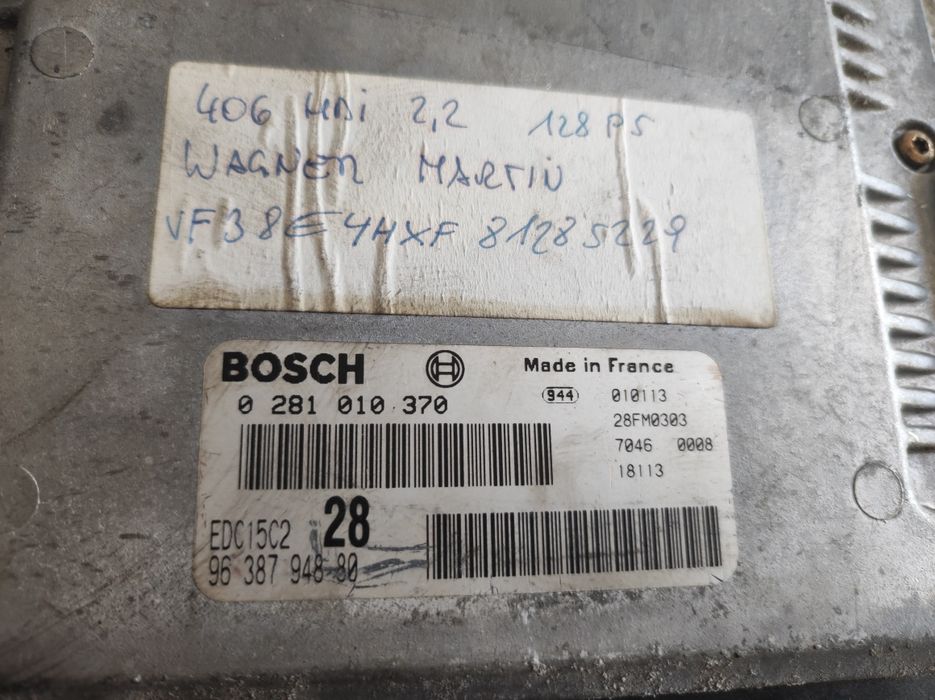 406 HDi 2,2 128 PS
WAGNER MARTIN
VF38E4HXF 81285229
BOSCH Made in France
0 281 010 370 944 010113
28FM0303
7046 0008
18113
EDC15C2 28
96 387 948 80